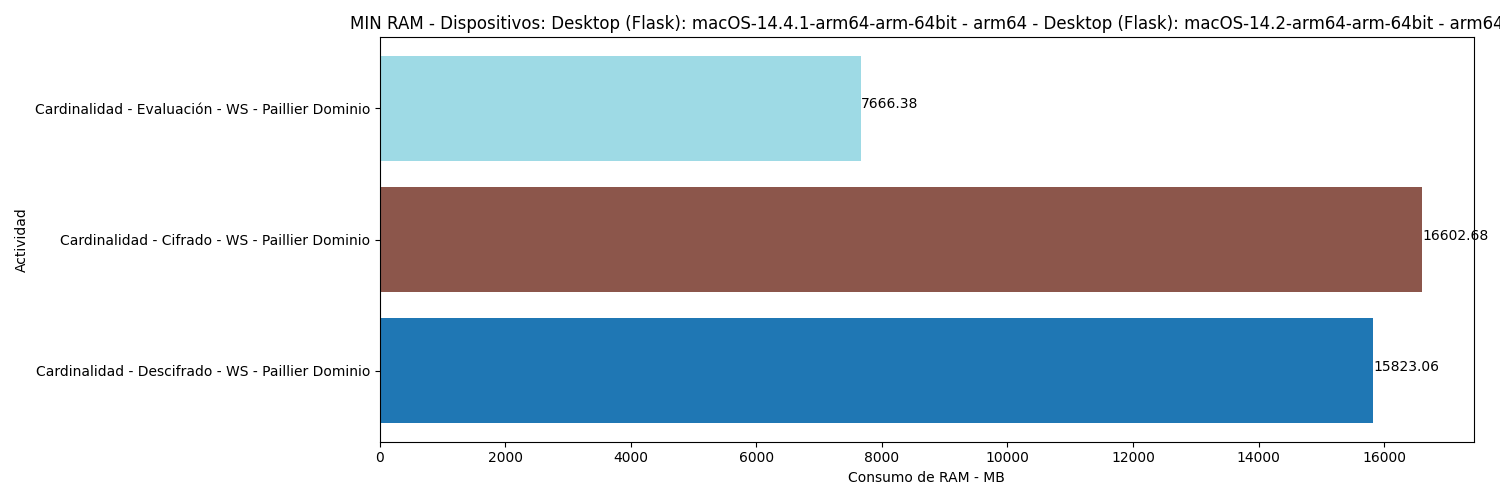 MIN RAM - Dispositivos: Desktop (Flask): macOS-14.4.1-arm64-arm-64bit - arm64 - Desktop (Flask): macOS-14.2-arm64-arm-64bit - arm64
Cardinalidad - Evaluación - WS - Paillier Dominio
7666.38
Cardinalidad - Cifrado - WS - Paillier Dominio
16602.68
Cardinalidad - Descifrado - WS - Paillier Dominio
15823.06
Actividad
0 2000 4000 6000 8000 10000 12000 14000 16000
Consumo de RAM - MB